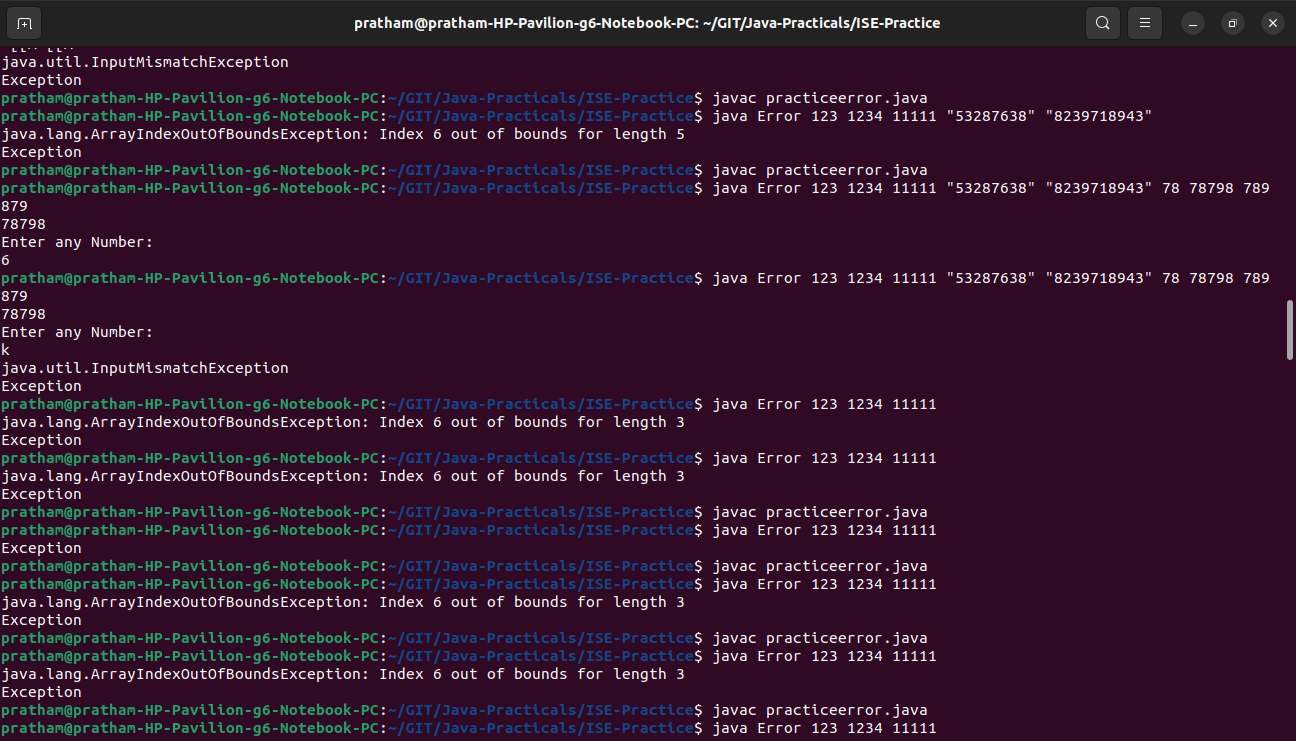 pratham@pratham-HP-Pavilion-g6-Notebook-PC: ~/GIT/Java-Practicals/ISE-Practice
java.util.InputMismatchException
Exception
pratham@pratham-HP-Pavilion-g6-Notebook-PC:~/GIT/Java-Practicals/ISE-Practice$ javac practiceerror.java
pratham@pratham-HP-Pavilion-g6-Notebook-PC:~/GIT/Java-Practicals/ISE-Practice$ java Error 123 1234 11111 "53287638" "8239718943"
java.lang.ArrayIndexOutOfBoundsException: Index 6 out of bounds for length 5
Exception
pratham@pratham-HP-Pavilion-g6-Notebook-PC:~/GIT/Java-Practicals/ISE-Practice$ javac practiceerror.java
pratham@pratham-HP-Pavilion-g6-Notebook-PC:~/GIT/Java-Practicals/ISE-Practice$ java Error 123 1234 11111 "53287638" "8239718943" 78 78798 789
879
78798
Enter any Number:
6
pratham@pratham-HP-Pavilion-g6-Notebook-PC:~/GIT/Java-Practicals/ISE-Practice$ java Error 123 1234 11111 "53287638" "8239718943" 78 78798 789
879
78798
Enter any Number:
k
java.util.InputMismatchException
Exception
pratham@pratham-HP-Pavilion-g6-Notebook-PC:~/GIT/Java-Practicals/ISE-Practice$ java Error 123 1234 11111
java.lang.ArrayIndexOutOfBoundsException: Index 6 out of bounds for length 3
Exception
pratham@pratham-HP-Pavilion-g6-Notebook-PC:~/GIT/Java-Practicals/ISE-Practice$ java Error 123 1234 11111
java.lang.ArrayIndexOutOfBoundsException: Index 6 out of bounds for length 3
Exception
pratham@pratham-HP-Pavilion-g6-Notebook-PC:~/GIT/Java-Practicals/ISE-Practice$ javac practiceerror.java
pratham@pratham-HP-Pavilion-g6-Notebook-PC:~/GIT/Java-Practicals/ISE-Practice$ java Error 123 1234 11111
Exception
pratham@pratham-HP-Pavilion-g6-Notebook-PC:~/GIT/Java-Practicals/ISE-Practice$ javac practiceerror.java
pratham@pratham-HP-Pavilion-g6-Notebook-PC:~/GIT/Java-Practicals/ISE-Practice$ java Error 123 1234 11111
java.lang.ArrayIndexOutOfBoundsException: Index 6 out of bounds for length 3
Exception
pratham@pratham-HP-Pavilion-g6-Notebook-PC:~/GIT/Java-Practicals/ISE-Practice$ javac practiceerror.java
pratham@pratham-HP-Pavilion-g6-Notebook-PC:~/GIT/Java-Practicals/ISE-Practice$ java Error 123 1234 11111
java.lang.ArrayIndexOutOfBoundsException: Index 6 out of bounds for length 3
Exception
pratham@pratham-HP-Pavilion-g6-Notebook-PC:~/GIT/Java-Practicals/ISE-Practice$ javac practiceerror.java
pratham@pratham-HP-Pavilion-g6-Notebook-PC:~/GIT/Java-Practicals/ISE-Practice$ java Error 123 1234 11111